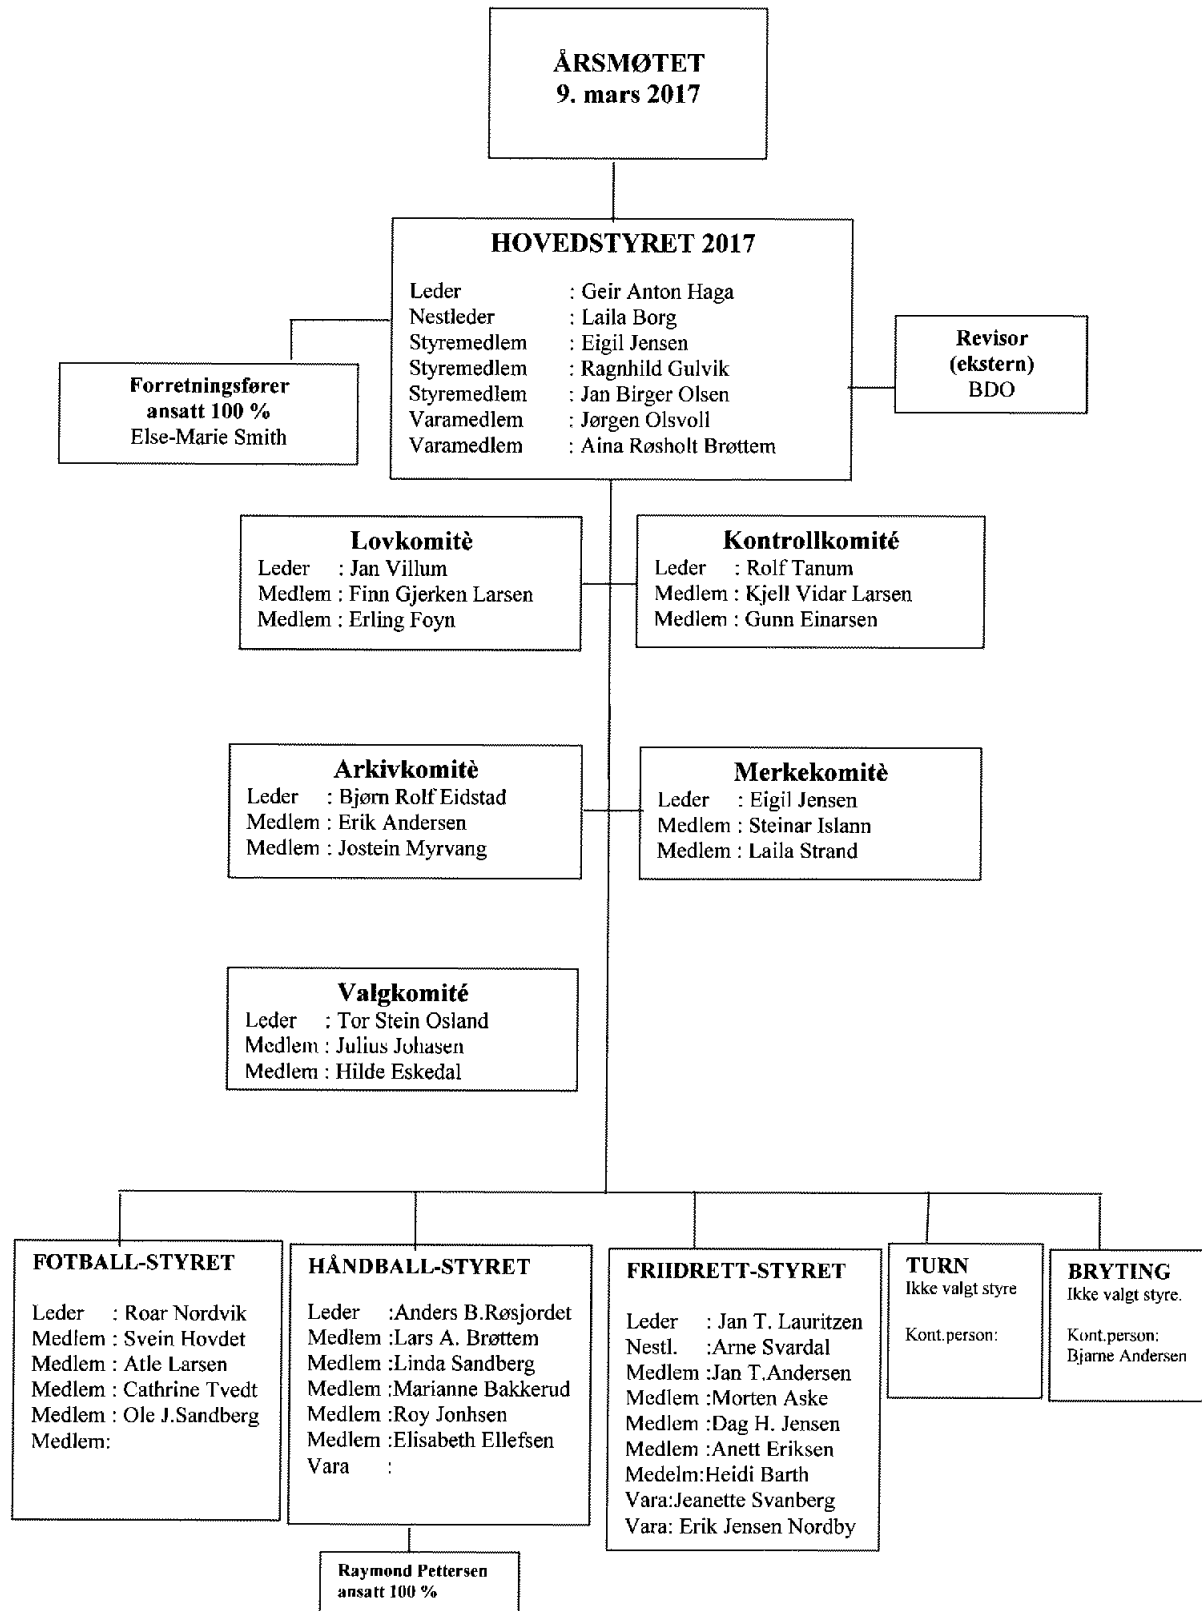 ÅRSMØTET
9. mars 2017
HOVEDSTYRET 2017
Leder : Geir Anton Haga
Nestleder : Laila Borg
Styremedlem : Eigil Jensen
Styremedlem : Ragnhild Gulvik
Styremedlem : Jan Birger Olsen
Varamedlem : Jørgen Olsvoll
Varamedlem : Aina Røsholt Brøttem
Forretningsfører
ansatt 100 %
Else-Marie Smith
Revisor
(ekstern)
BDO
Lovkomitè
Leder : Jan Villum
Medlem : Finn Gjerken Larsen
Medlem : Erling Foyn
Kontrollkomité
Leder : Rolf Tanum
Medlem : Kjell Vidar Larsen
Medlem : Gunn Einarsen
Arkivkomitè
Leder : Bjørn Rolf Eidstad
Medlem : Erik Andersen
Medlem : Jostein Myrvang
Merkekomitè
Leder : Eigil Jensen
Medlem : Steinar Islann
Medlem : Laila Strand
Valgkomité
Leder : Tor Stein Osland
Medlem : Julius Johasen
Medlem : Hilde Eskedal
FOTBALL-STYRET
Leder : Roar Nordvik
Medlem : Svein Hovdet
Medlem : Atle Larsen
Medlem : Cathrine Tvedt
Medlem : Ole J.Sandberg
Medlem:
HÅNDBALL-STYRET
Leder :Anders B.Røsjordet
Medlem : Lars A. Brøttem
Medlem :Linda Sandberg
Medlem :Marianne Bakkerud
Medlem :Roy Jonhsen
Medlem :Elisabeth Ellefsen
Vara :
Raymond Pettersen
ansatt 100 %
FRIIDRETT-STYRET
Leder : Jan T. Lauritzen
Nestl. :Arne Svardal
Medlem :Jan T.Andersen
Medlem :Morten Aske
Medlem :Dag H. Jensen
Medlem :Anett Eriksen
Medelm:Heidi Barth
Vara:Jeanette Svanberg
Vara: Erik Jensen Nordby
TURN
Ikke valgt styre
Kont.person:
BRYTING
Ikke valgt styre.
Kont.person:
Bjarne Andersen